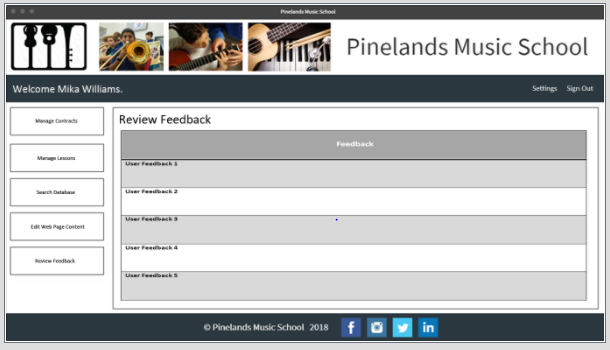 Pinelands Music School
Pinelands Music School
Welcome Mika Williams.
Settings Sign Out
Manage Contracts
Manage Lessons
Search Database
Edit Web Page Content
Review Feedback
Review Feedback
Feedback
User Feedback 1
User Feedback 2
User Feedback 3
User Feedback 4
User Feedback 5
© Pinelands Music School 2018